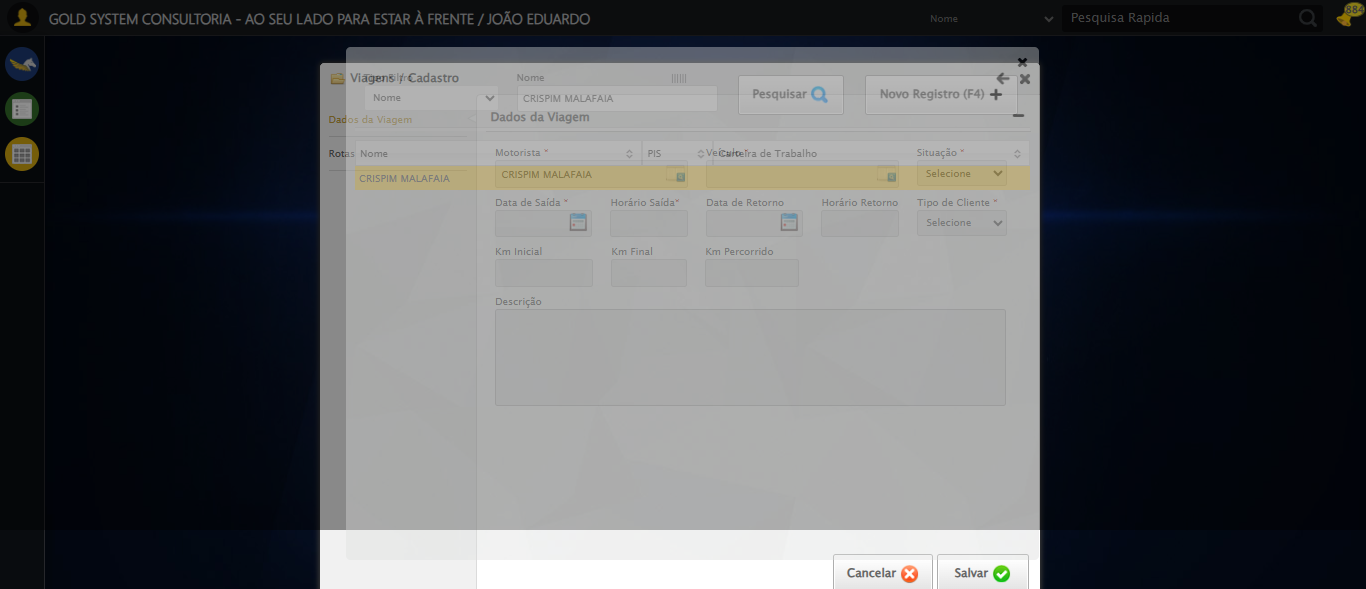 GOLD SYSTEM CONSULTORIA - AO SEU LADO PARA ESTAR À FRENTE / JOÃO EDUARDO
Nome
Pesquisa Rapida
884
Viagens / Cadastro
Nome
Nome
CRISPIM MALAFAIA
Pesquisar
Novo Registro (F4)
Dados da Viagem
Dados da Viagem
Rotas
Nome
Motorista *
PIS
Carteira de Trabalho
Situação *
CRISPIM MALAFAIA
CRISPIM MALAFAIA
Selecione
Data de Saída *
Horário Saída*
Data de Retorno
Horário Retorno
Tipo de Cliente *
Selecione
Km Inicial
Km Final
Km Percorrido
Descrição
Cancelar
Salvar